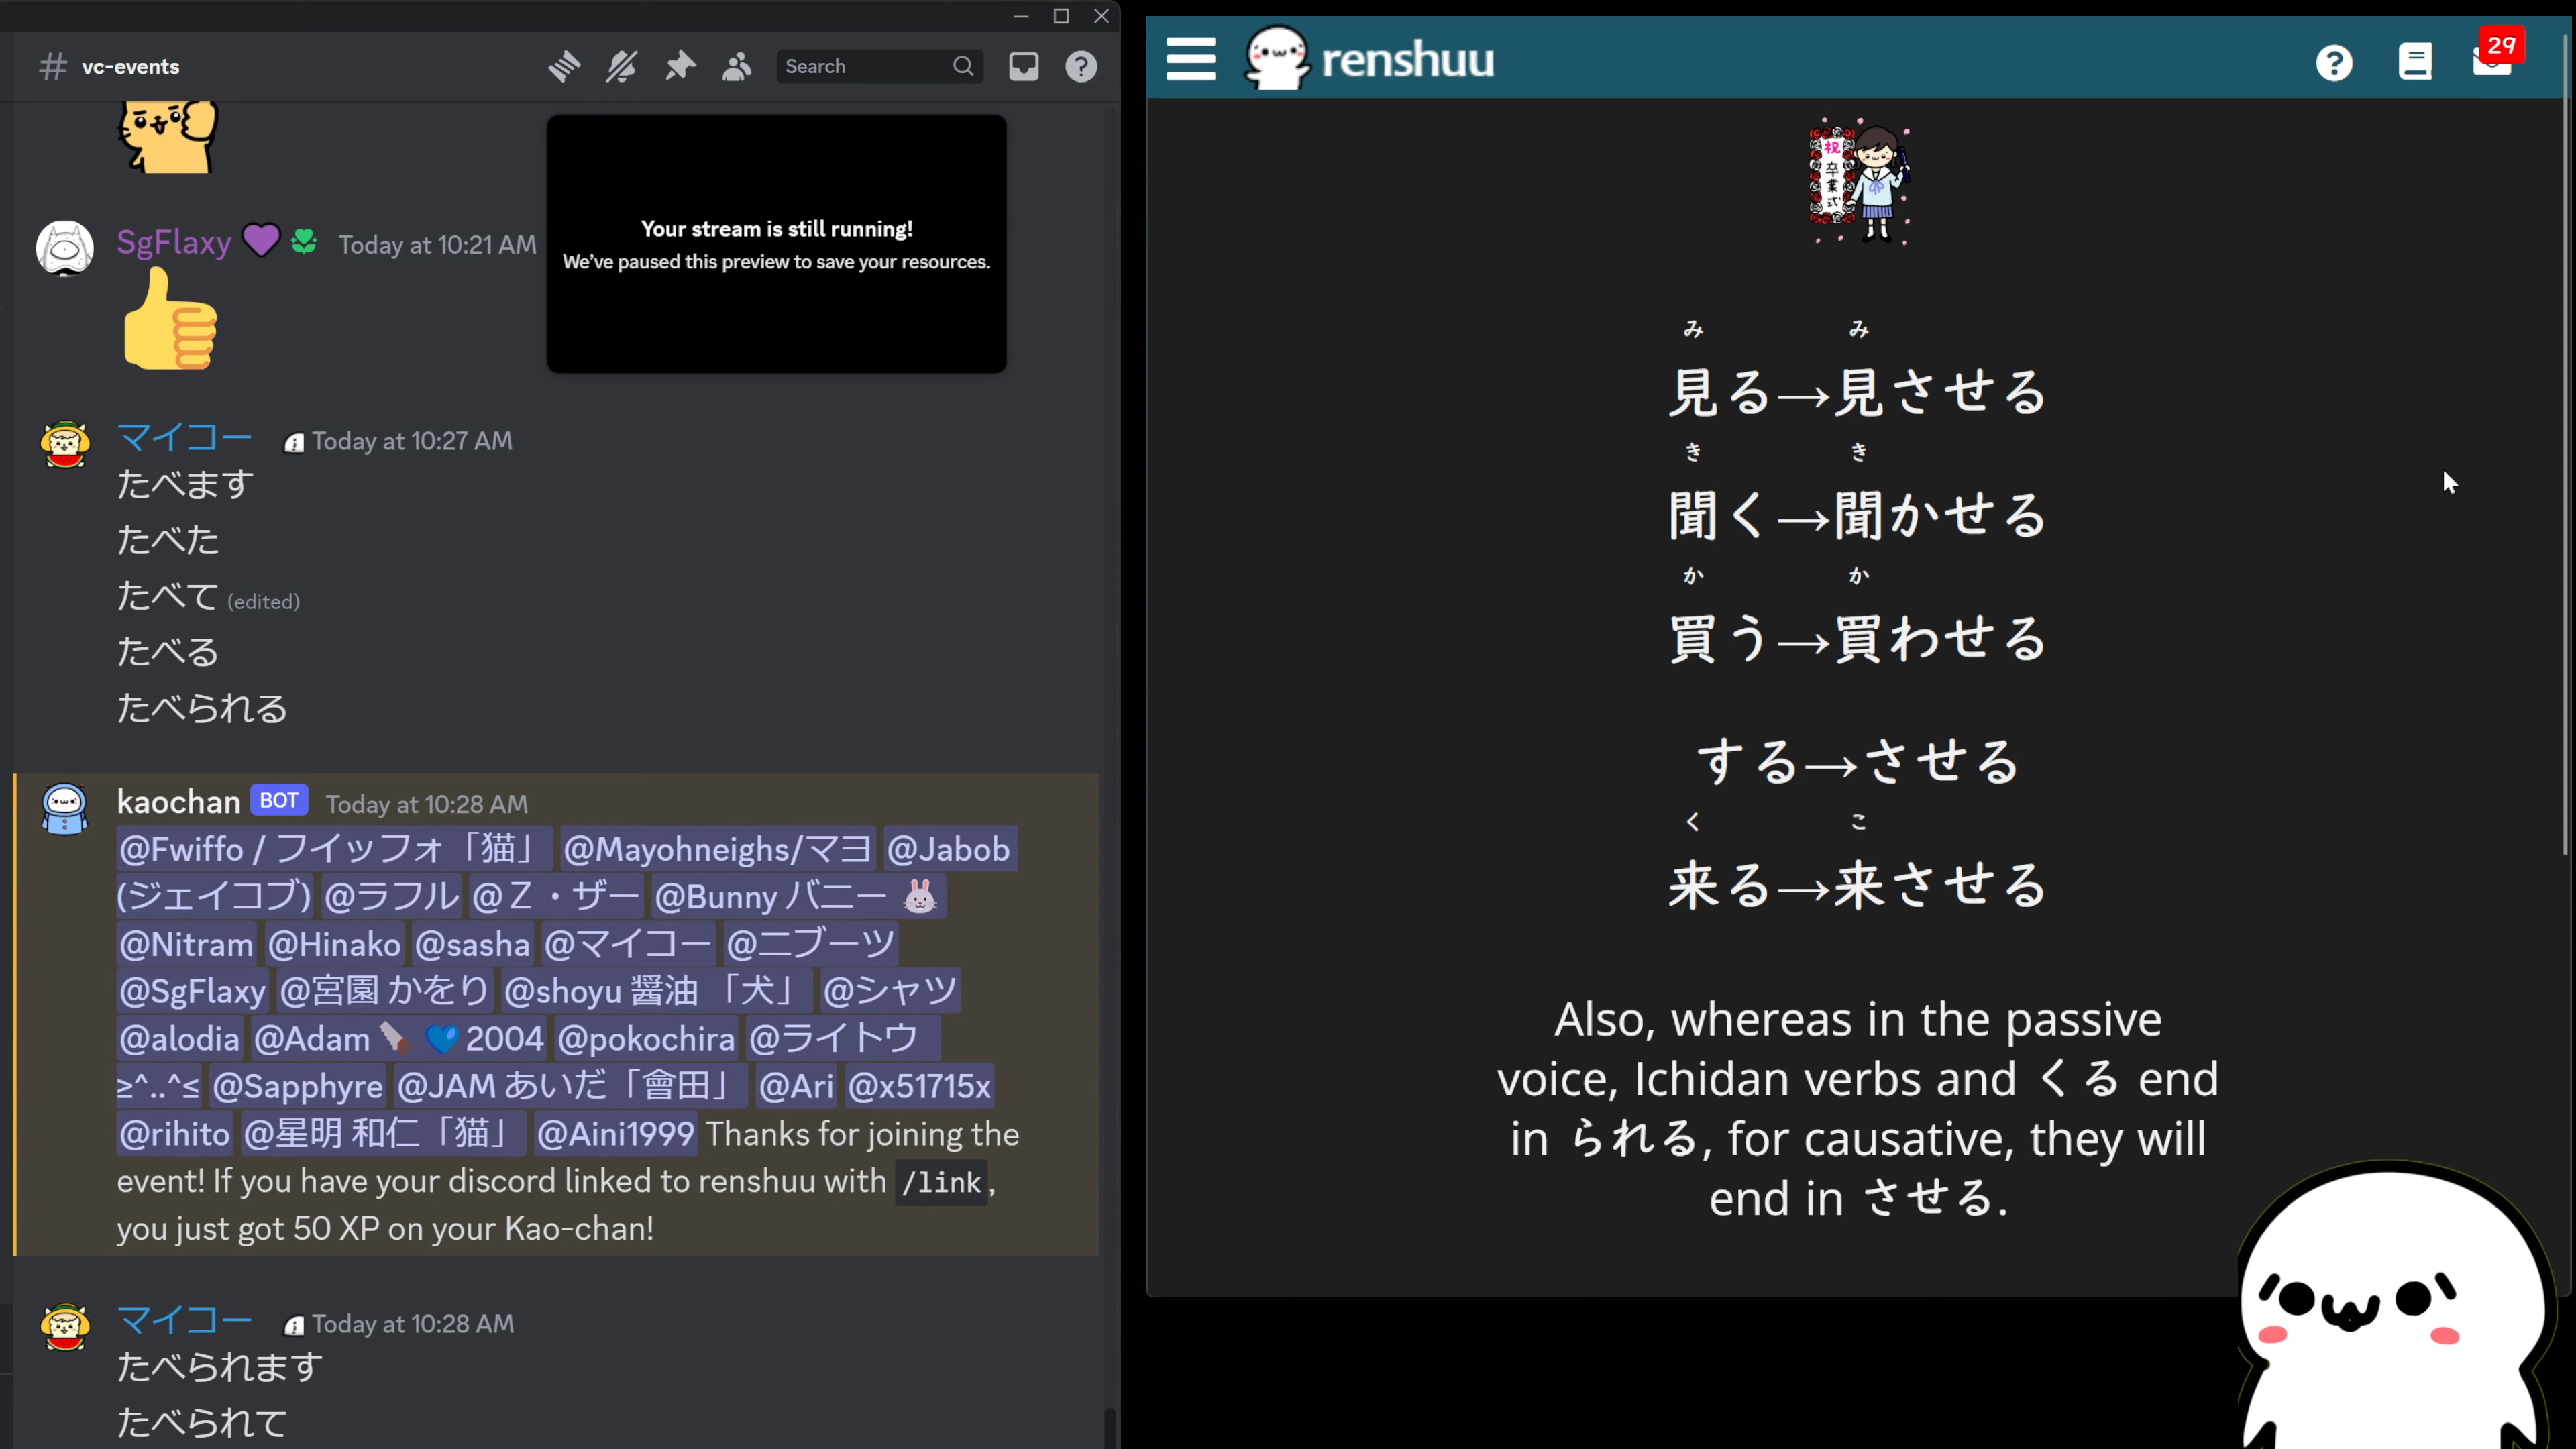 # vc-events
Search
SgFlaxy Today at 10:21 AM
Your stream is still running!
We've paused this preview to save your resources.
マイコー Today at 10:27 AM
たべます
たべた
たべて (edited)
たべる
たべられる
kaochan BOT Today at 10:28 AM
@Fwiffo / フイッフォ「猫」 @Mayohneighs/マヨ @Jabob
(ジェイコブ) @ラフル @Z・ザー @Bunny バニー 🐰
@Nitram @Hinako @sasha @マイコー @ニブーツ
@SgFlaxy @宮園 かをり @shoyu 醤油 「犬」 @シャツ
@alodia @Adam 🪚 💙 2004 @pokochira @ライトウ
≥^..^≤ @Sapphyre @JAM あいだ「會田」 @Ari @x51715x
@rihito @星明 和仁「猫」 @Aini1999 Thanks for joining the
event! If you have your discord linked to renshuu with /link,
you just got 50 XP on your Kao-chan!
マイコー Today at 10:28 AM
たべられます
たべられて
renshuu
29
祝
卒業式
み み
見る→見させる
き き
聞く→聞かせる
か か
買う→買わせる
する→させる
く こ
来る→来させる
Also, whereas in the passive
voice, Ichidan verbs and くる end
in られる, for causative, they will
end in させる.